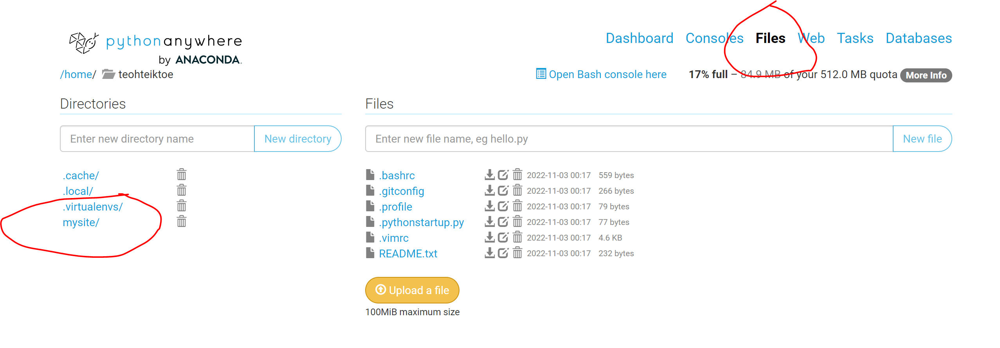 pythonanywhere
by ANACONDA.
Dashboard Consoles Files Web Tasks Databases
/home/ teohteiktoe
Open Bash console here 17% full – 84.9 MB of your 512.0 MB quota More Info
Directories
Enter new directory name New directory
.cache/
.local/
.virtualenvs/
mysite/
Files
Enter new file name, eg hello.py New file
.bashrc 2022-11-03 00:17 559 bytes
.gitconfig 2022-11-03 00:17 266 bytes
.profile 2022-11-03 00:17 79 bytes
.pythonstartup.py 2022-11-03 00:17 77 bytes
.vimrc 2022-11-03 00:17 4.6 KB
README.txt 2022-11-03 00:17 232 bytes
Upload a file
100MiB maximum size